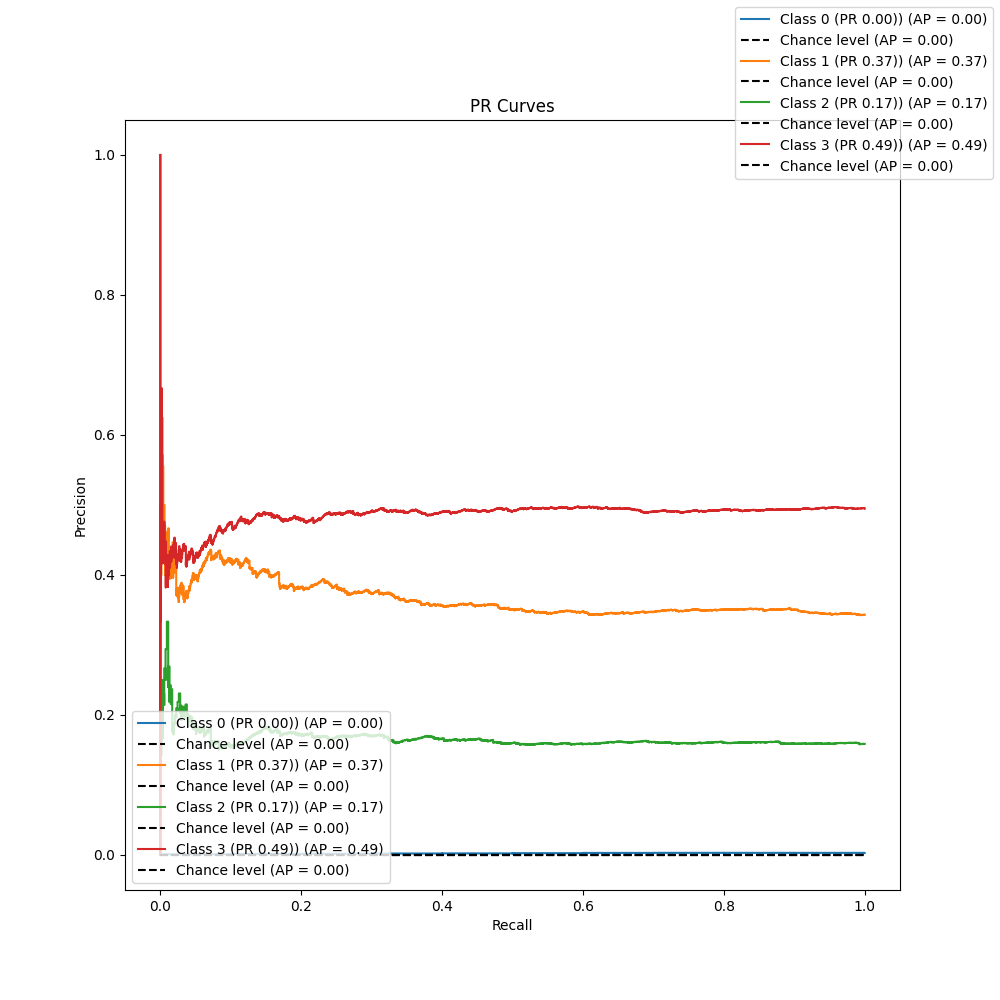 Class 0 (PR 0.00)) (AP = 0.00)
Chance level (AP = 0.00)
Class 1 (PR 0.37)) (AP = 0.37)
Chance level (AP = 0.00)
Class 2 (PR 0.17)) (AP = 0.17)
Chance level (AP = 0.00)
Class 3 (PR 0.49)) (AP = 0.49)
Chance level (AP = 0.00)
PR Curves
1.0
0.8
0.6
0.4
0.2
0.0
Precision
Class 0 (PR 0.00)) (AP = 0.00)
Chance level (AP = 0.00)
Class 1 (PR 0.37)) (AP = 0.37)
Chance level (AP = 0.00)
Class 2 (PR 0.17)) (AP = 0.17)
Chance level (AP = 0.00)
Class 3 (PR 0.49)) (AP = 0.49)
Chance level (AP = 0.00)
0.0 0.2 0.4 0.6 0.8 1.0
Recall